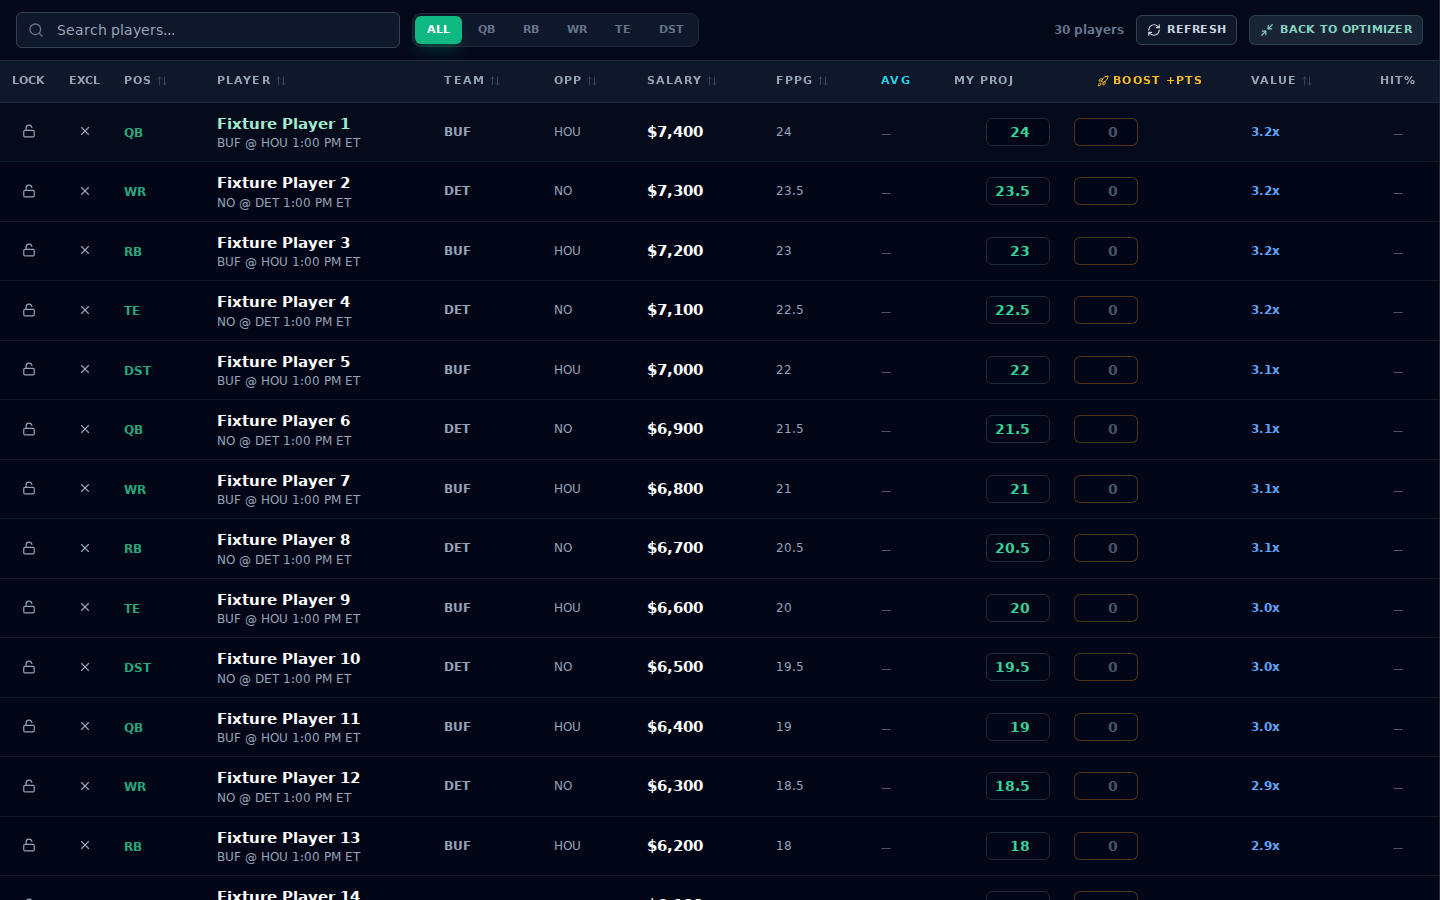 Search players...
ALL QB RB WR TE DST
30 players REFRESH BACK TO OPTIMIZER
LOCK EXCL POS PLAYER TEAM OPP SALARY FPPG AVG MY PROJ BOOST +PTS VALUE HIT%
QB Fixture Player 1 BUF HOU $7,400 24 — 24 0 3.2x —
BUF @ HOU 1:00 PM ET
WR Fixture Player 2 DET NO $7,300 23.5 — 23.5 0 3.2x —
NO @ DET 1:00 PM ET
RB Fixture Player 3 BUF HOU $7,200 23 — 23 0 3.2x —
BUF @ HOU 1:00 PM ET
TE Fixture Player 4 DET NO $7,100 22.5 — 22.5 0 3.2x —
NO @ DET 1:00 PM ET
DST Fixture Player 5 BUF HOU $7,000 22 — 22 0 3.1x —
BUF @ HOU 1:00 PM ET
QB Fixture Player 6 DET NO $6,900 21.5 — 21.5 0 3.1x —
NO @ DET 1:00 PM ET
WR Fixture Player 7 BUF HOU $6,800 21 — 21 0 3.1x —
BUF @ HOU 1:00 PM ET
RB Fixture Player 8 DET NO $6,700 20.5 — 20.5 0 3.1x —
NO @ DET 1:00 PM ET
TE Fixture Player 9 BUF HOU $6,600 20 — 20 0 3.0x —
BUF @ HOU 1:00 PM ET
DST Fixture Player 10 DET NO $6,500 19.5 — 19.5 0 3.0x —
NO @ DET 1:00 PM ET
QB Fixture Player 11 BUF HOU $6,400 19 — 19 0 3.0x —
BUF @ HOU 1:00 PM ET
WR Fixture Player 12 DET NO $6,300 18.5 — 18.5 0 2.9x —
NO @ DET 1:00 PM ET
RB Fixture Player 13 BUF HOU $6,200 18 — 18 0 2.9x —
BUF @ HOU 1:00 PM ET
Fixture Player 14